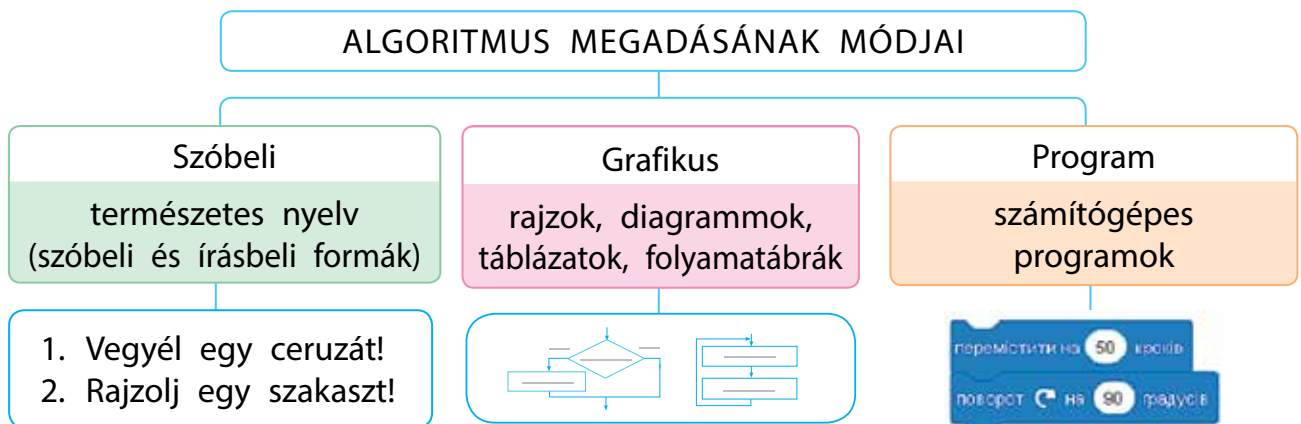 ALGORITMUS MEGADÁSÁNAK MÓDJAI
Szóbeli
természetes nyelv
(szóbeli és írásbeli formák)
1. Vegyél egy ceruzát!
2. Rajzolj egy szakaszt!
Grafikus
rajzok, diagrammok,
táblázatok, folyamatábrák
Program
számítógépes
programok
перемістити на 50 кроків
поворот на 90 градусів